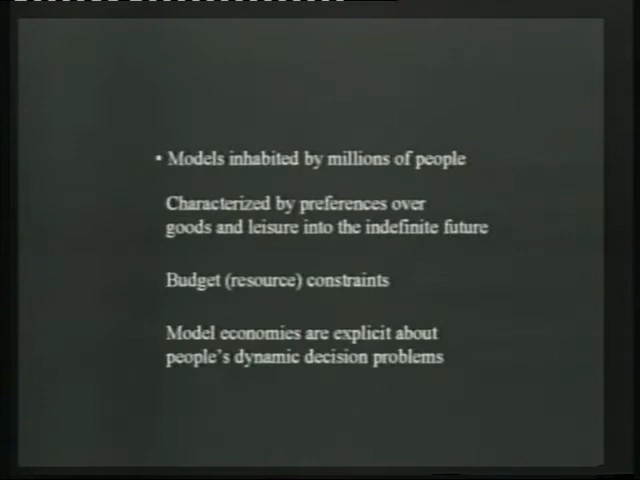 • Models inhabited by millions of people
Characterized by preferences over
goods and leisure into the indefinite future
Budget (resource) constraints
Model economies are explicit about
people's dynamic decision problems